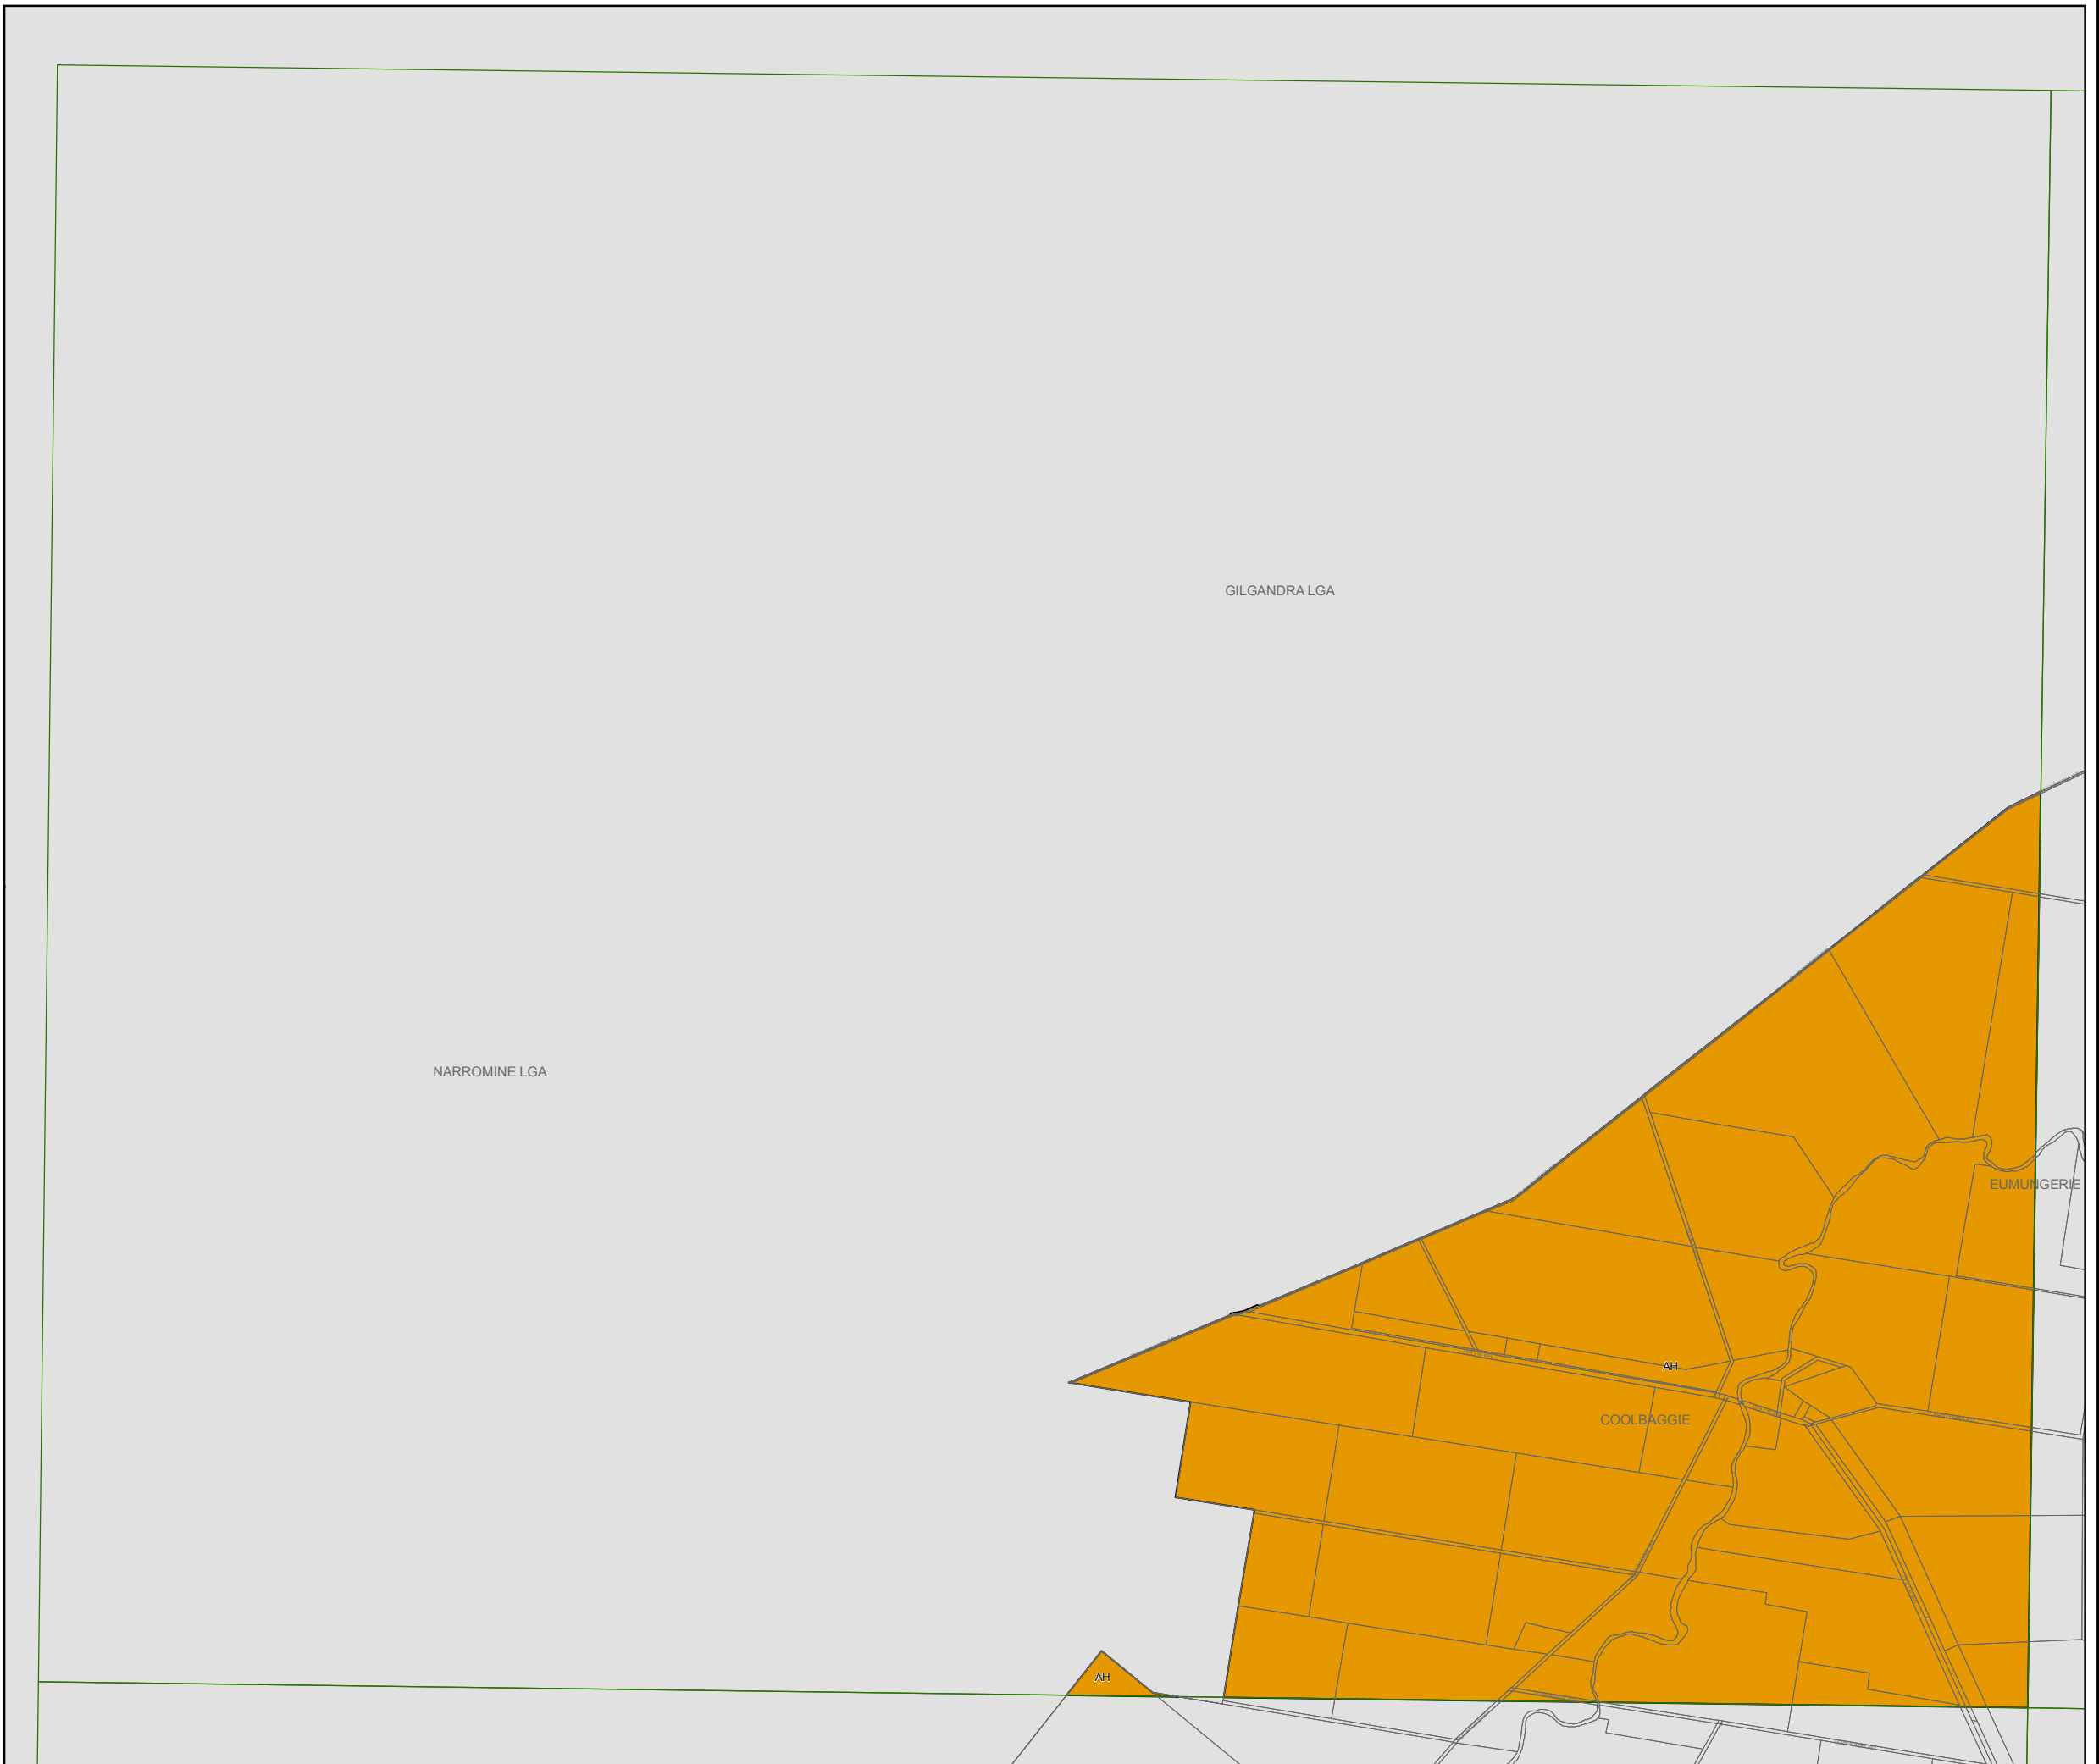 GILGANDRA LGA
NARROMINE LGA
EUMUNGERIE
AH
COOLBAGGIE
AH